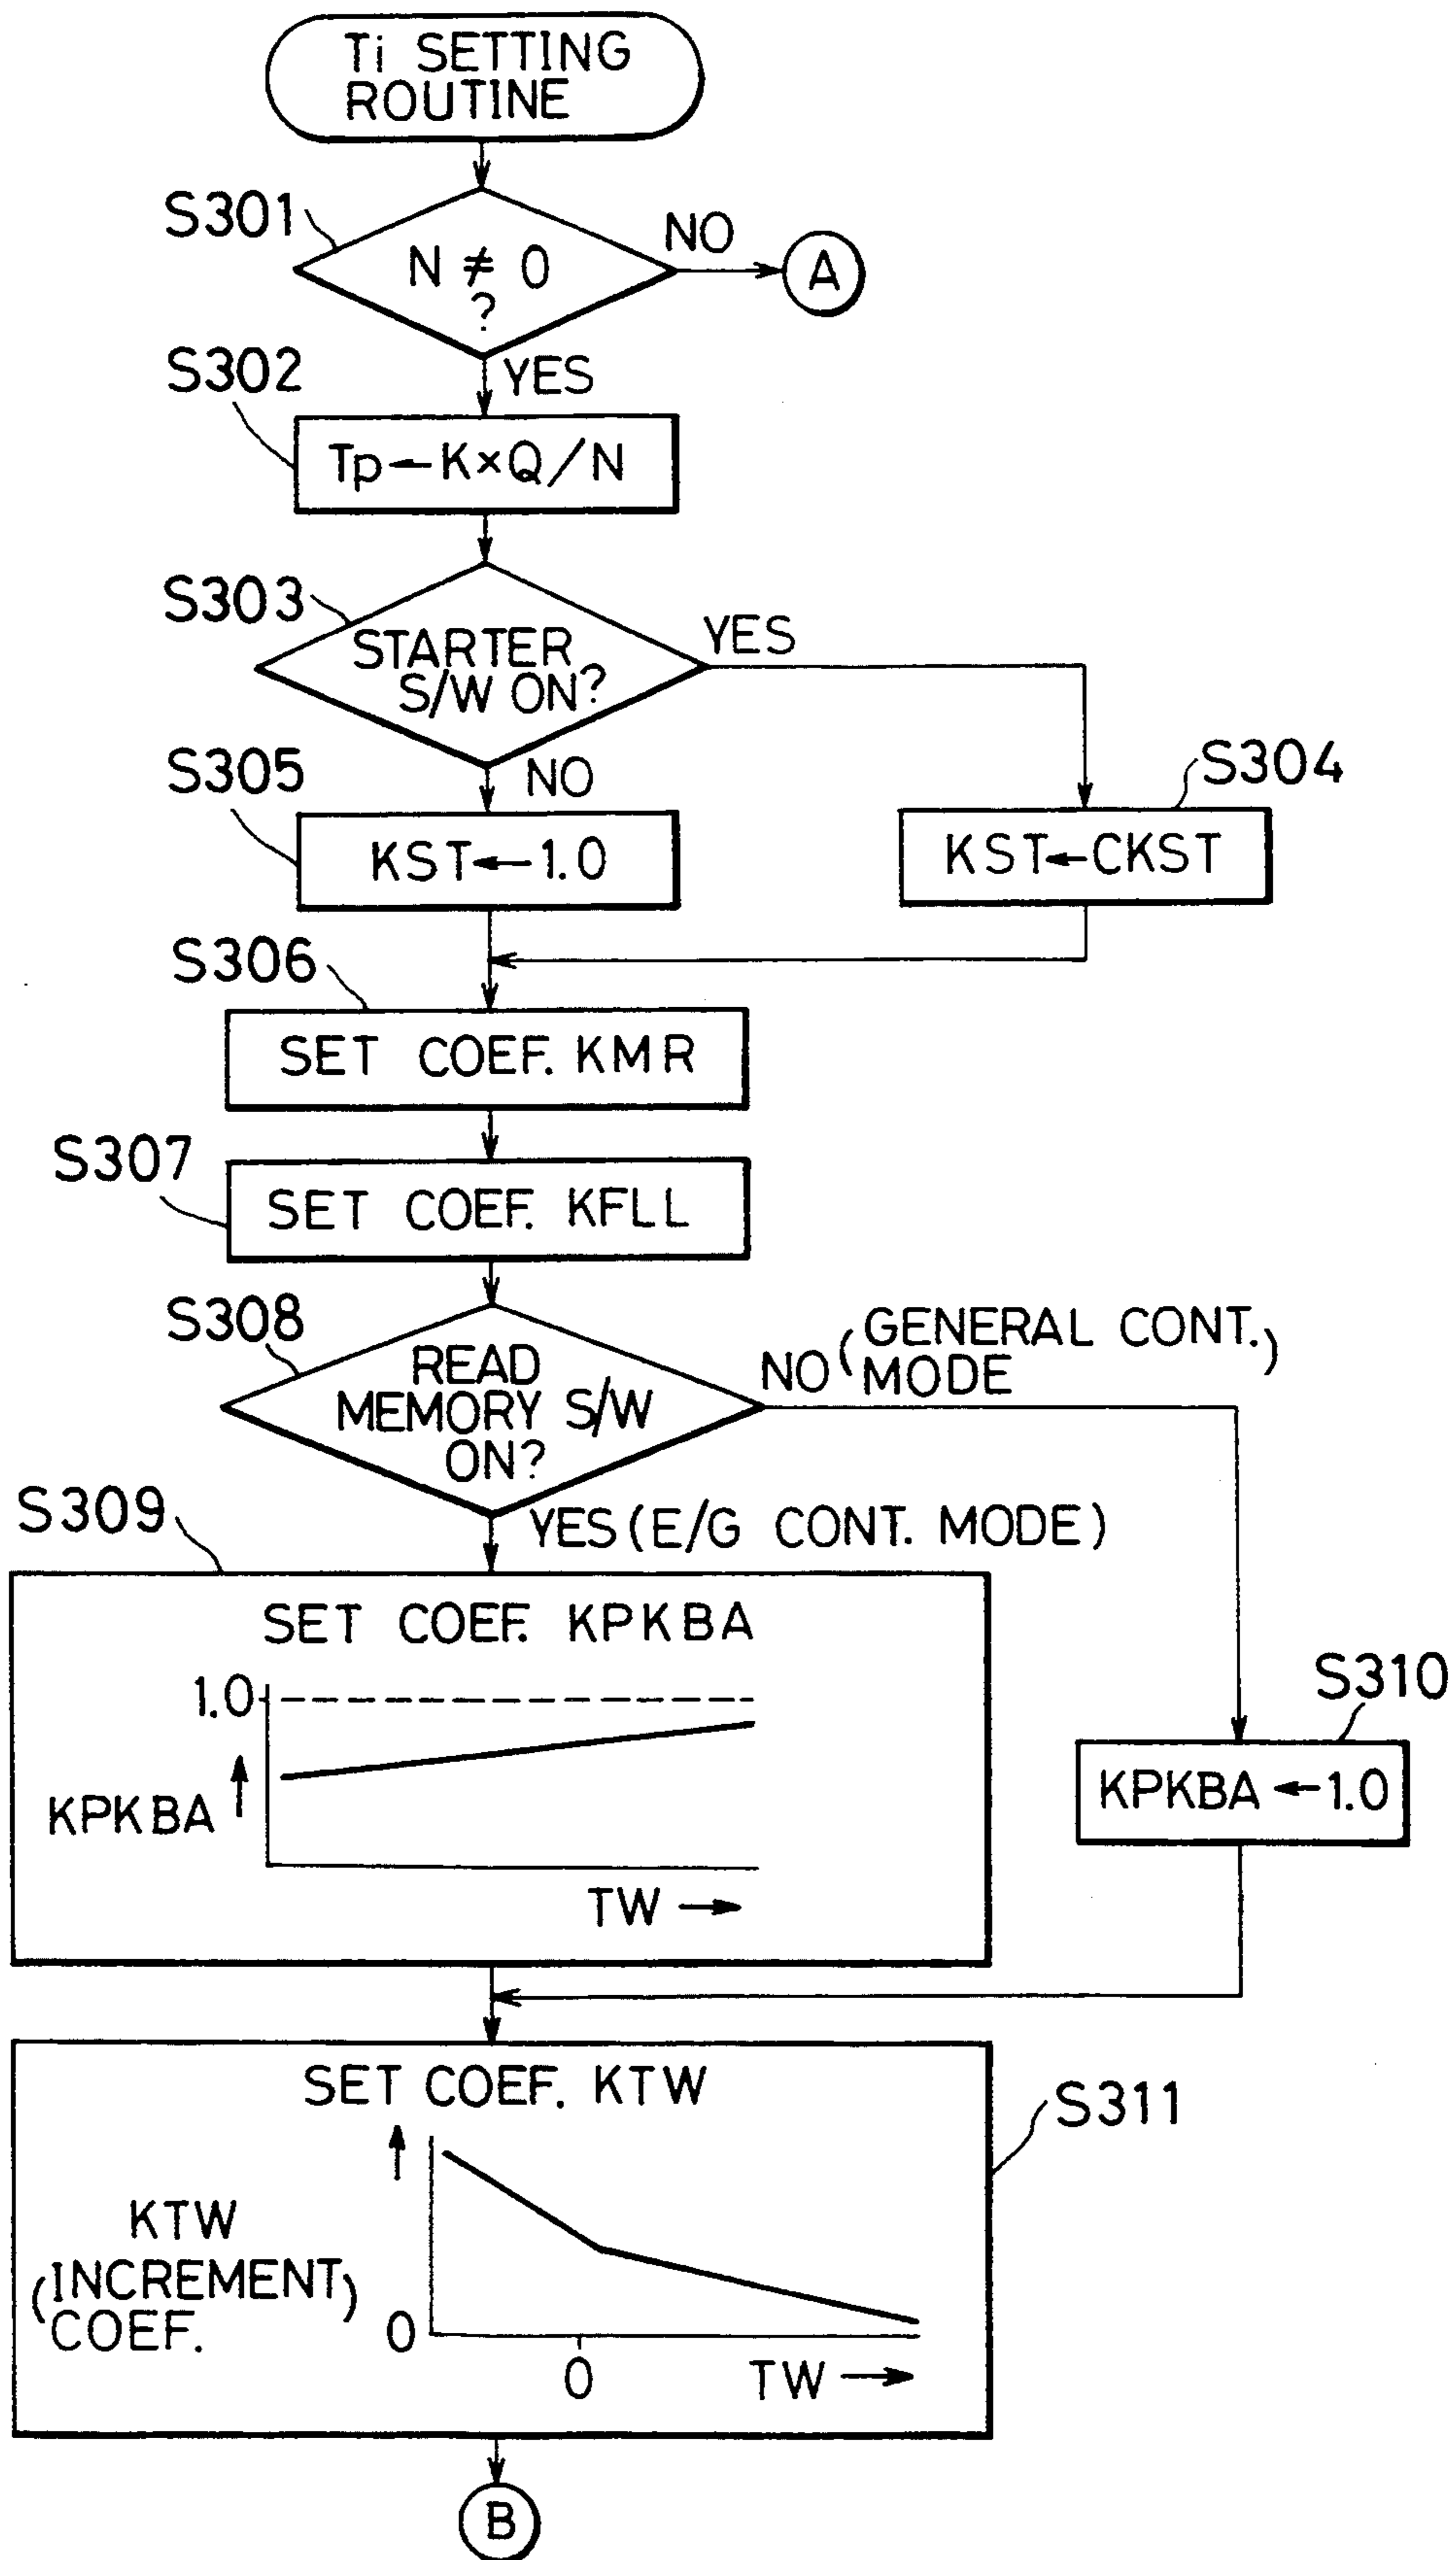 Ti SETTING
ROUTINE
S301
N ≠ 0
?
NO
A
YES
S302
Tp←K×Q/N
S303
STARTER
S/W ON?
YES
NO
S305
KST←1.0
S304
KST←CKST
S306
SET COEF. KMR
S307
SET COEF. KFLL
S308
READ
MEMORY S/W
ON?
NO (GENERAL CONT.
MODE)
YES (E/G CONT. MODE)
S309
SET COEF. KPKBA
1.0
KPKBA ↑
TW →
S310
KPKBA ←1.0
S311
SET COEF. KTW
↑
KTW
(INCREMENT)
COEF.
0
0
TW →
B